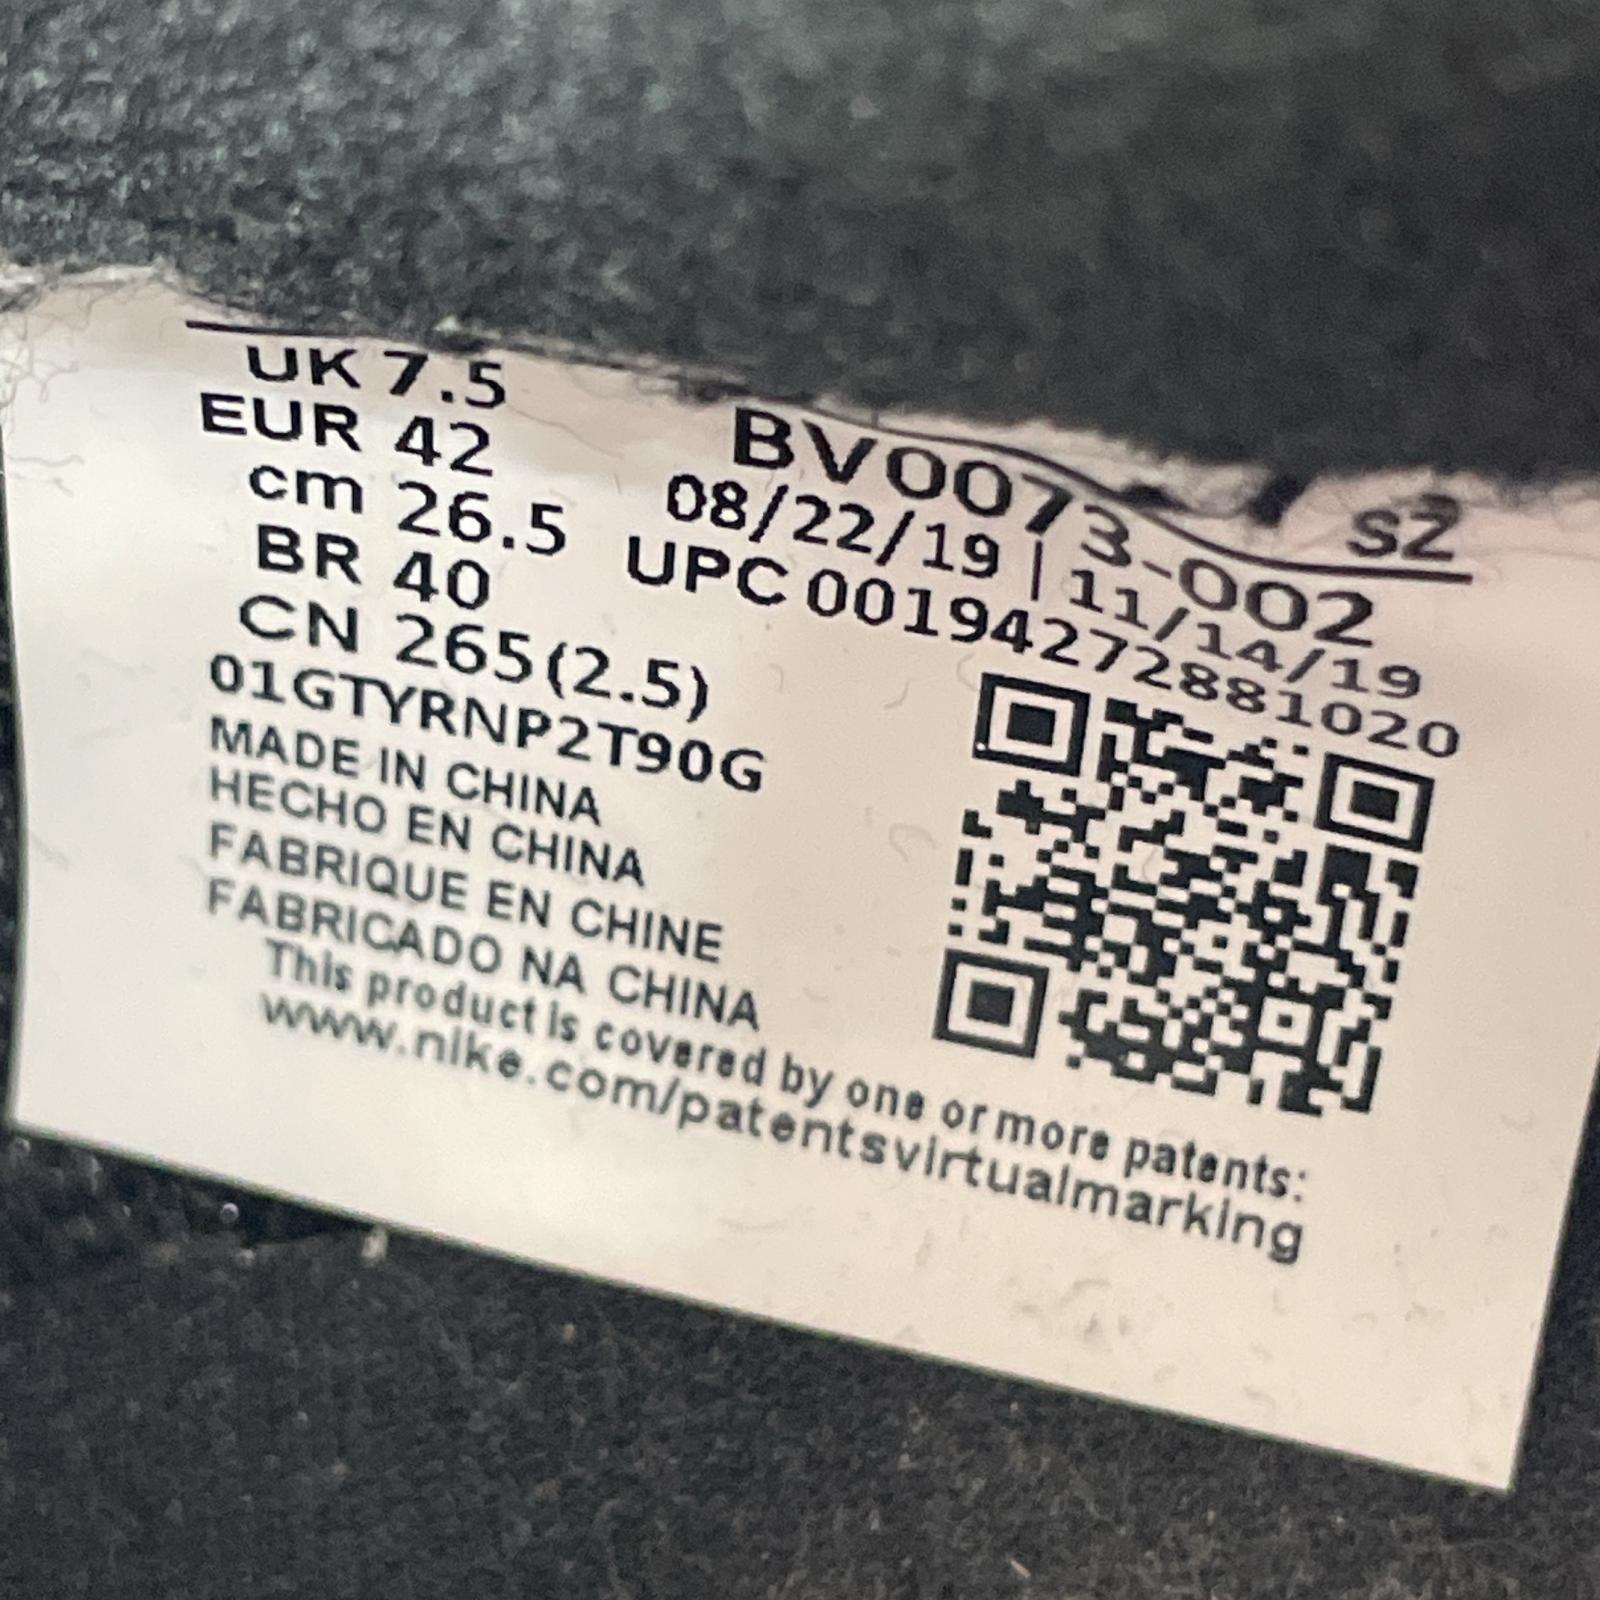 UK 7.5
EUR 42
cm 26.5
BR 40
CN 265(2.5)
01GTYRNP2T90G
MADE IN CHINA
HECHO EN CHINA
FABRIQUE EN CHINE
FABRICADO NA CHINA
This product is covered by one or more patents:
www.nike.com/patentsvirtualmarking
SZ
BV0073-002
08/22/19 | 11/14/19
UPC 00194272881020